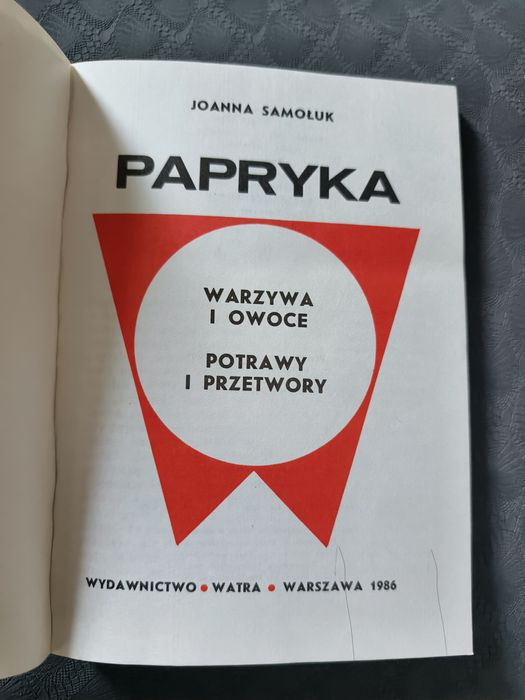 JOANNA SAMOŁUK
PAPRYKA
WARZYWA
I OWOCE
POTRAWY
I PRZETWORY
WYDAWNICTWO • WATRA • WARSZAWA 1986